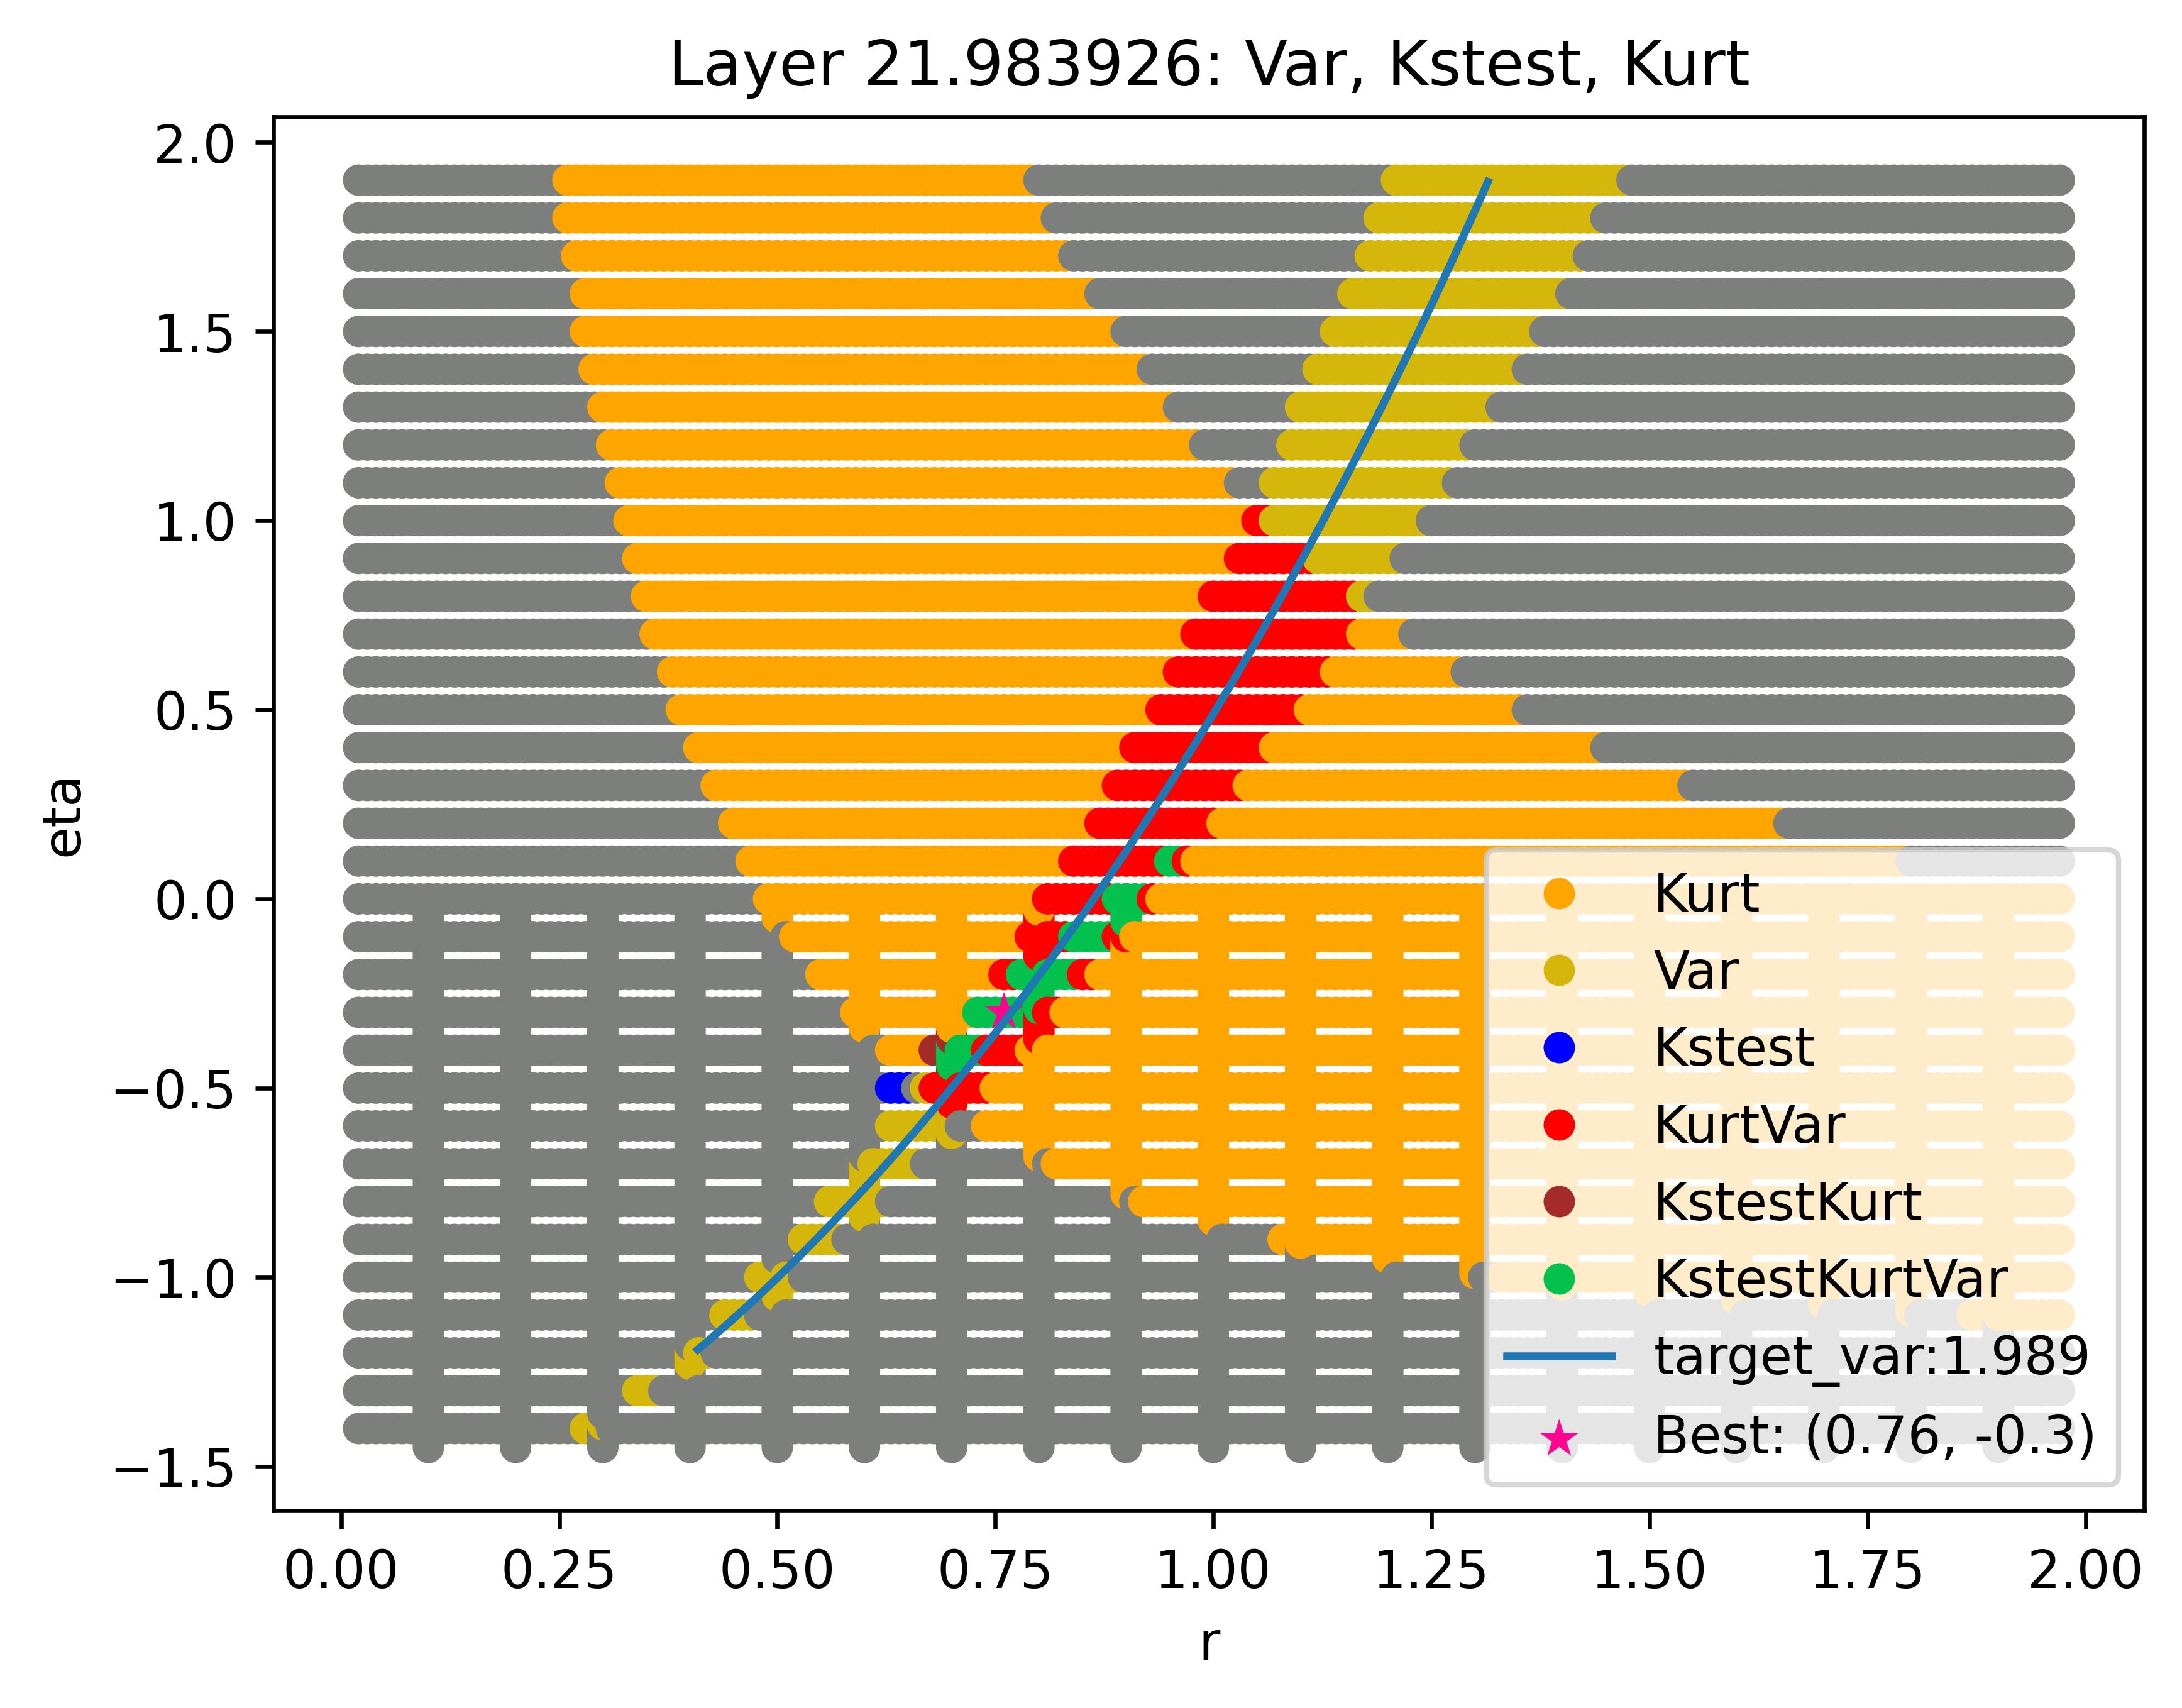 Layer 21.983926: Var, Kstest, Kurt
2.0
1.5
1.0
0.5
0.0
−0.5
−1.0
−1.5
eta
Kurt
Var
Kstest
KurtVar
KstestKurt
KstestKurtVar
target_var:1.989
Best: (0.76, -0.3)
0.00 0.25 0.50 0.75 1.00 1.25 1.50 1.75 2.00
r